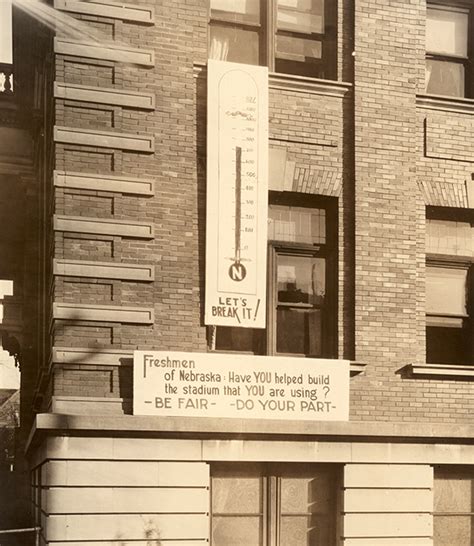 N
LET'S
BREAK IT!
Freshmen
of Nebraska: Have YOU helped build
the stadium that YOU are using?
- BE FAIR - - DO YOUR PART -